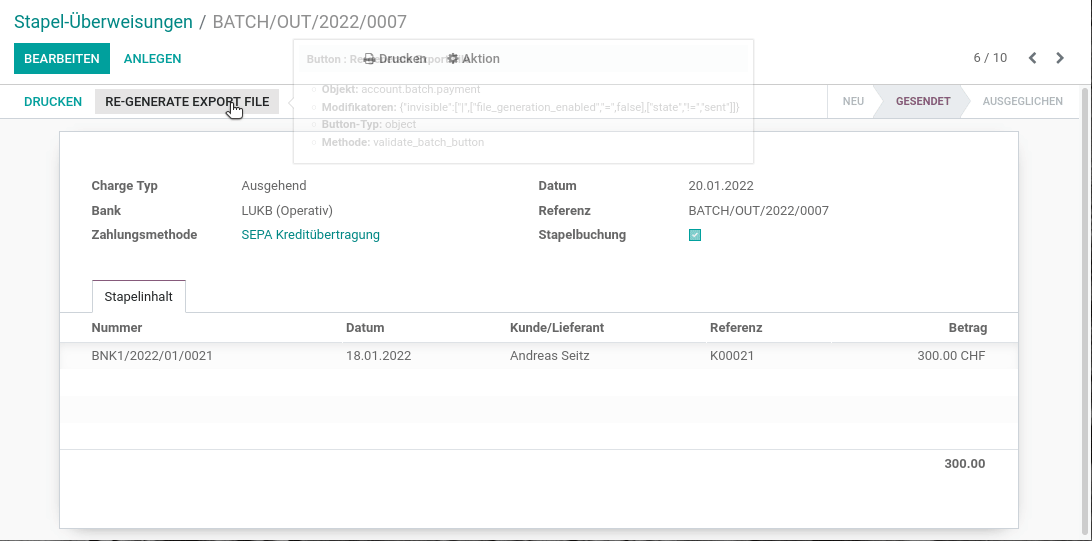 Stapel-Überweisungen / BATCH/OUT/2022/0007
BEARBEITEN ANLEGEN Drucken Aktion 6 / 10
DRUCKEN RE-GENERATE EXPORT FILE NEU GESENDET AUSGEGLICHEN
Button :
Objekt: account.batch.payment
Modifikatoren: {"invisible":["|",["file_generation_enabled","=",false],["state","!=","sent"]]}
Button-Typ: object
Methode: validate_batch_button
Charge Typ Ausgehend Datum 20.01.2022
Bank LUKB (Operativ) Referenz BATCH/OUT/2022/0007
Zahlungsmethode SEPA Kreditübertragung Stapelbuchung
Stapelinhalt
Nummer Datum Kunde/Lieferant Referenz Betrag
BNK1/2022/01/0021 18.01.2022 Andreas Seitz K00021 300.00 CHF
300.00